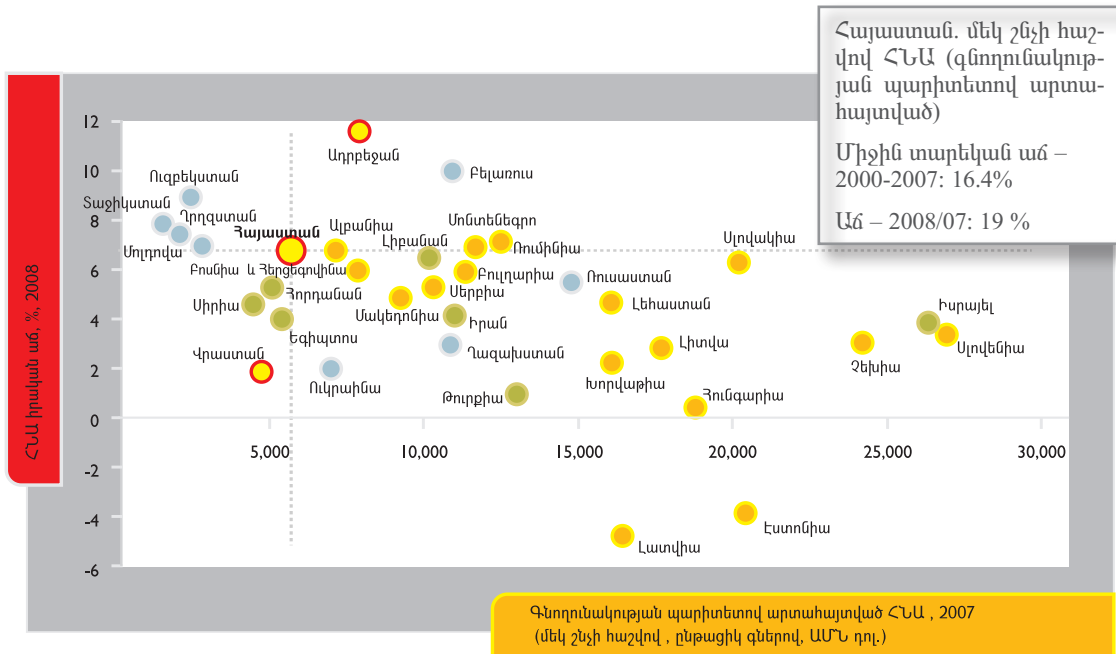 Հայաստան. մեկ շնչի հաշ-
վով ՀՆԱ (գնողունակութ-
յան պարիտետով արտա-
հայտված)
Միջին տարեկան աճ –
2000-2007: 16.4%
Աճ – 2008/07: 19 %
ՀՆԱ իրական աճ, %, 2008
12
10
8
6
4
2
0
-2
-4
-6
5,000
10,000
15,000
20,000
25,000
30,000
Ադրբեջան
Բելառուս
Ուզբեկստան
Տաջիկստան
Ղրղզստան
Մոլդովա
Հայաստան
Ալբանիա
Լիբանան
Մոնտենեգրո
Ռումինիա
Սլովակիա
Բոսնիա և Հերցեգովինա
Բուլղարիա
Ռուսաստան
Սիրիա
Հորդանան
Սերբիա
Մակեդոնիա
Լեհաստան
Իրան
Եգիպտոս
Իսրայել
Սլովենիա
Վրաստան
Ուկրաինա
Ղազախստան
Լիտվա
Խորվաթիա
Չեխիա
Թուրքիա
Հունգարիա
Լատվիա
Էստոնիա
Գնողունակության պարիտետով արտահայտված ՀՆԱ , 2007
(մեկ շնչի հաշվով , ընթացիկ գներով, ԱՄՆ դոլ.)